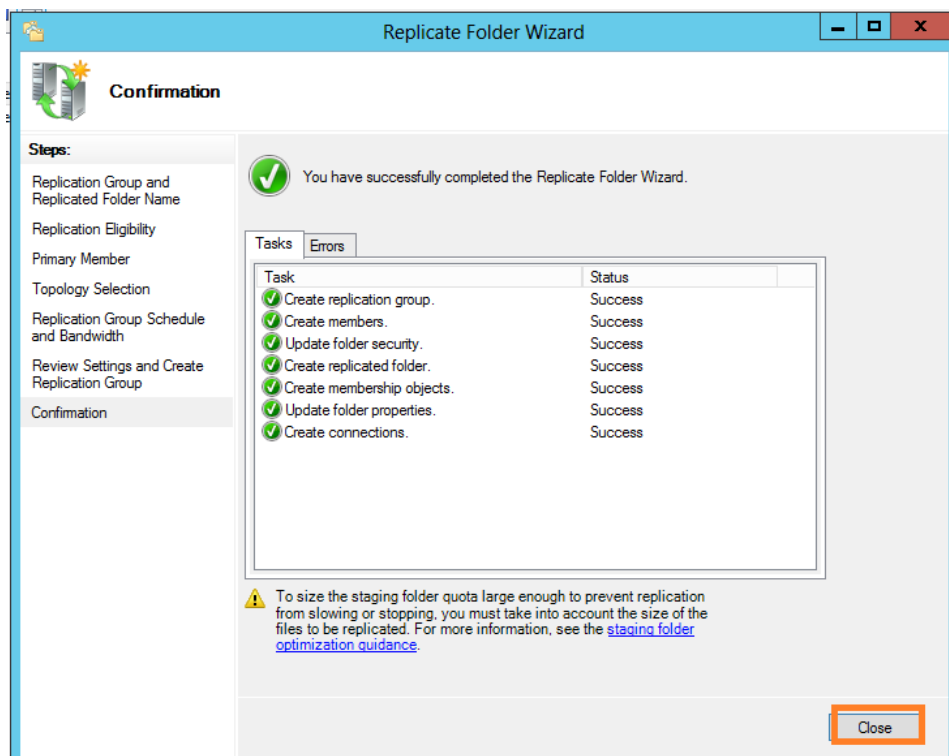 Replicate Folder Wizard
x
Confirmation
Steps:
Replication Group and
Replicated Folder Name
Replication Eligibility
Primary Member
Topology Selection
Replication Group Schedule
and Bandwidth
Review Settings and Create
Replication Group
Confirmation
You have successfully completed the Replicate Folder Wizard.
Tasks Errors
Task Status
Create replication group. Success
Create members. Success
Update folder security. Success
Create replicated folder. Success
Create membership objects. Success
Update folder properties. Success
Create connections. Success
To size the staging folder quota large enough to prevent replication
from slowing or stopping, you must take into account the size of the
files to be replicated. For more information, see the staging folder
optimization guidance.
Close